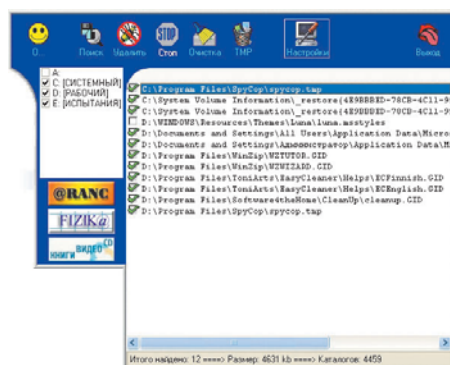 О... Поиск Удалить Стоп Очистка TMP Настройки Выход
A:
C: [СИСТЕМНЫЙ]
D: [РАБОЧИЙ]
E: [ИСПЫТАНИЯ]
@RANC
FIZIKa
КНИГИ ВИДЕО CD
C:\Program Files\SpyCop\spycop.tmp
C:\System Volume Information\_restore{4E9BBBED-70CB-4C11-9
C:\System Volume Information\_restore{4E9BBBED-70CB-4C11-9
D:\WINDOWS\Resources\Themes\Luna\luna.msstyles
D:\Documents and Settings\All Users\Application Data\Micro
D:\Documents and Settings\Администратор\Application Data\M
D:\Program Files\WinZip\WZTUTOR.GID
D:\Program Files\WinZip\WZWIZARD.GID
D:\Program Files\ToniArts\EasyCleaner\Helps\ECFinnish.GID
D:\Program Files\ToniArts\EasyCleaner\Helps\ECEnglish.GID
D:\Program Files\Software4theHome\CleanUp\cleanup.GID
D:\Program Files\SpyCop\spycop.tmp
Итого найдено: 12 ====> Размер: 4631 kb ====> Каталогов: 4459